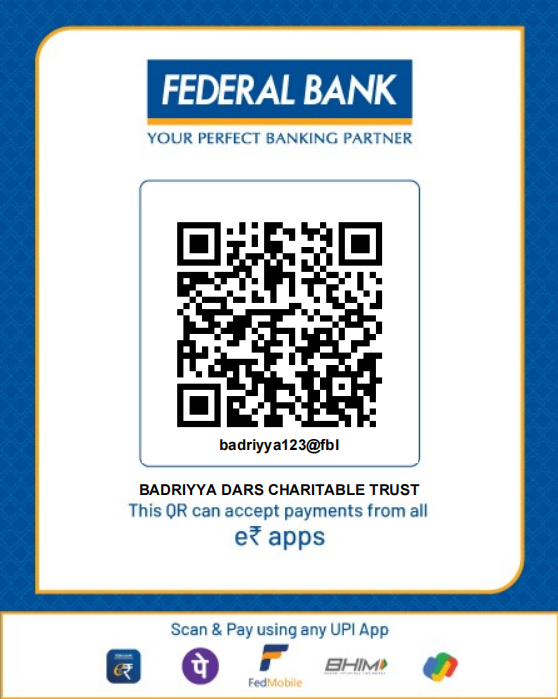 FEDERAL BANK
YOUR PERFECT BANKING PARTNER
badriyya123@fbl
BADRIYYA DARS CHARITABLE TRUST
This QR can accept payments from all
e₹ apps
Scan & Pay using any UPI App
e₹
पे
FedMobile
BHIM